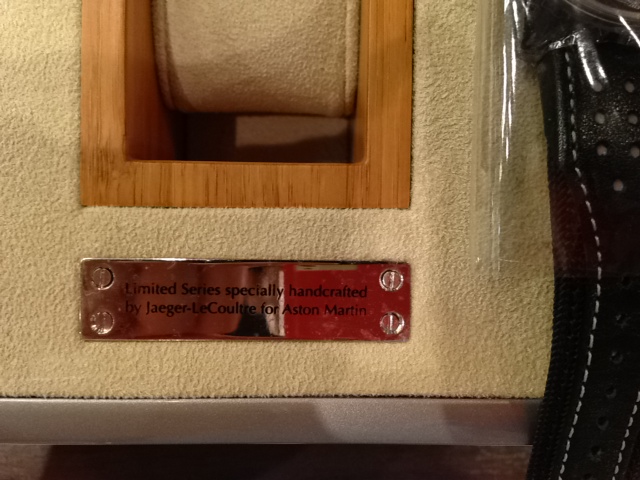 Limited Series specially handcrafted
by Jaeger-LeCoultre for Aston Martin